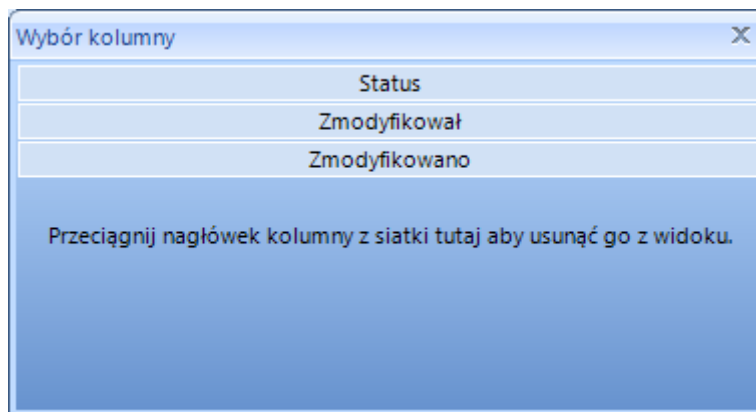 Wybór kolumny
Status
Zmodyfikował
Zmodyfikowano
Przeciągnij nagłówek kolumny z siatki tutaj aby usunąć go z widoku.